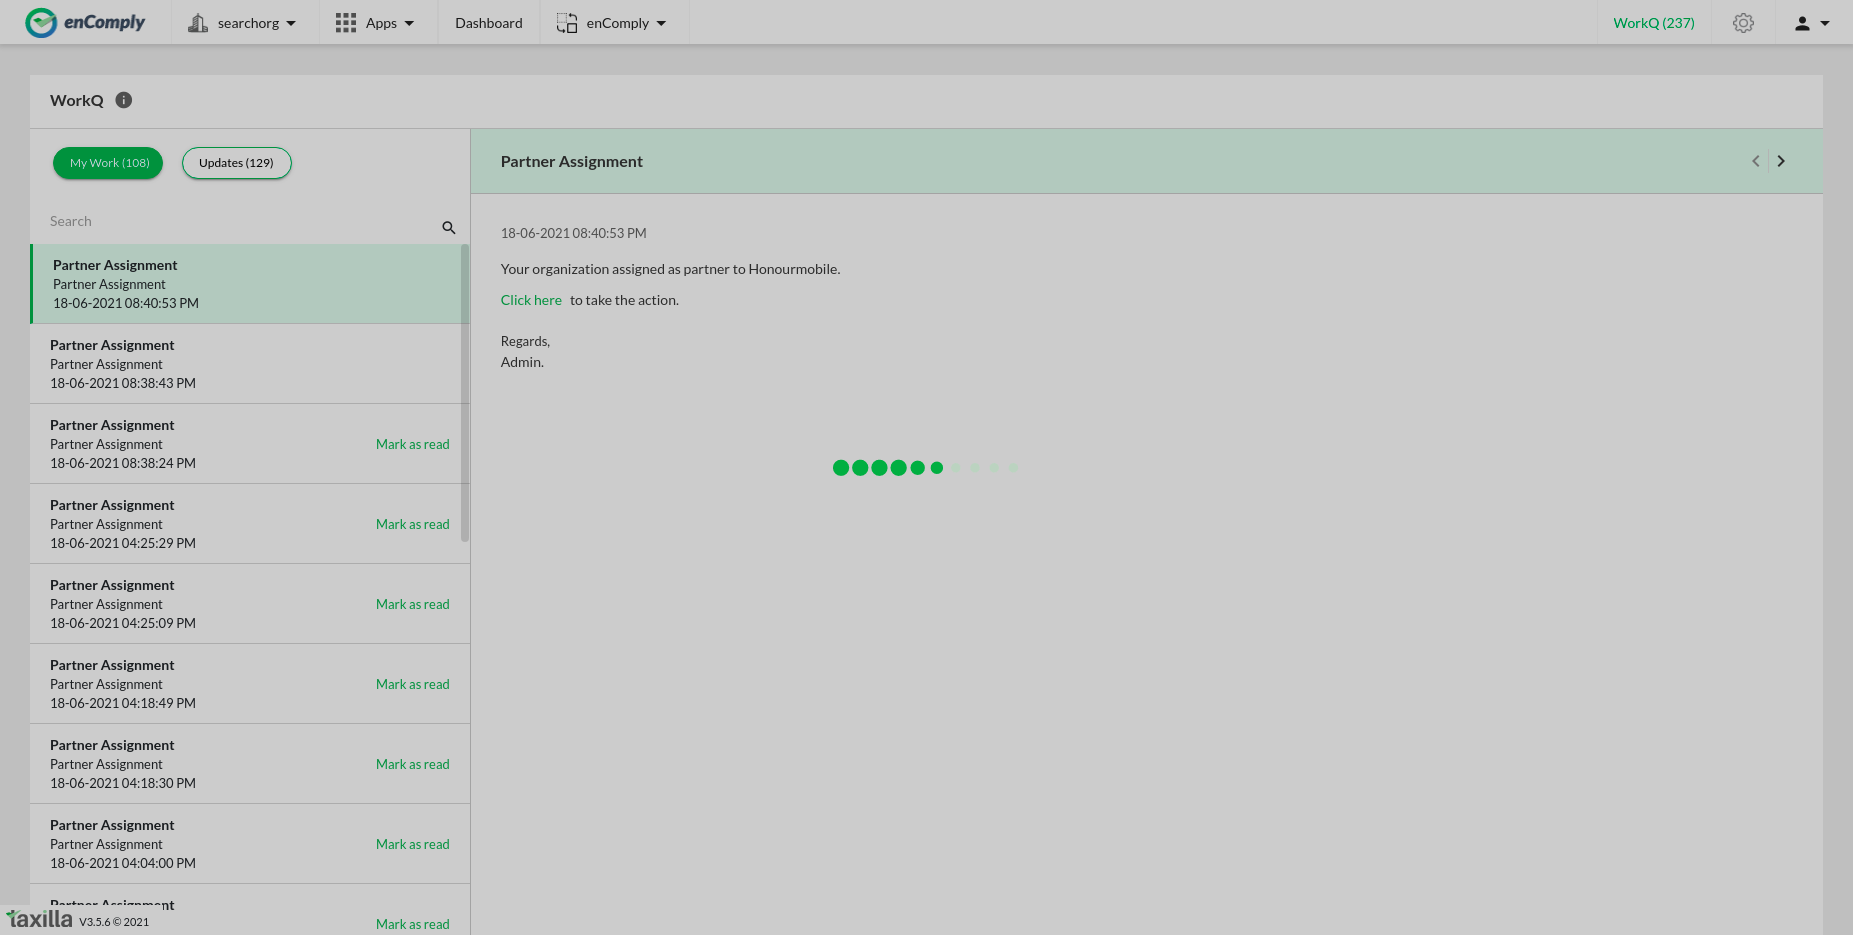 enComply
searchorg
Apps
Dashboard
enComply
WorkQ (237)
WorkQ
My Work (108)
Updates (129)
Search
Partner Assignment
Partner Assignment
18-06-2021 08:40:53 PM
Partner Assignment
Partner Assignment
18-06-2021 08:38:43 PM
Partner Assignment
Partner Assignment
Mark as read
18-06-2021 08:38:24 PM
Partner Assignment
Partner Assignment
Mark as read
18-06-2021 04:25:29 PM
Partner Assignment
Partner Assignment
Mark as read
18-06-2021 04:25:09 PM
Partner Assignment
Partner Assignment
Mark as read
18-06-2021 04:18:49 PM
Partner Assignment
Partner Assignment
Mark as read
18-06-2021 04:18:30 PM
Partner Assignment
Partner Assignment
Mark as read
18-06-2021 04:04:00 PM
Partner Assignment
Mark as read
Partner Assignment
18-06-2021 08:40:53 PM
Your organization assigned as partner to Honourmobile.
Click here to take the action.
Regards,
Admin.
taxilla V3.5.6 © 2021